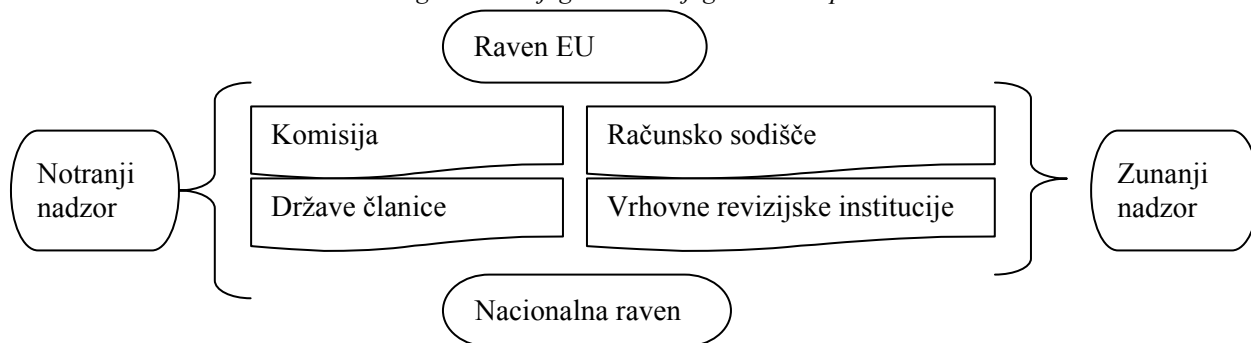 Raven EU
Komisija
Računsko sodišče
Notranji
nadzor
Države članice
Vrhovne revizijske institucije
Zunanji
nadzor
Nacionalna raven